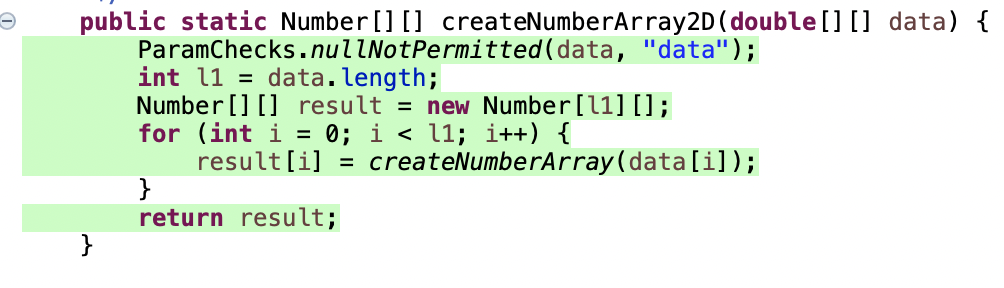 public static Number[][] createNumberArray2D(double[][] data) {
ParamChecks.nullNotPermitted(data, "data");
int l1 = data.length;
Number[][] result = new Number[l1][];
for (int i = 0; i < l1; i++) {
result[i] = createNumberArray(data[i]);
}
return result;
}